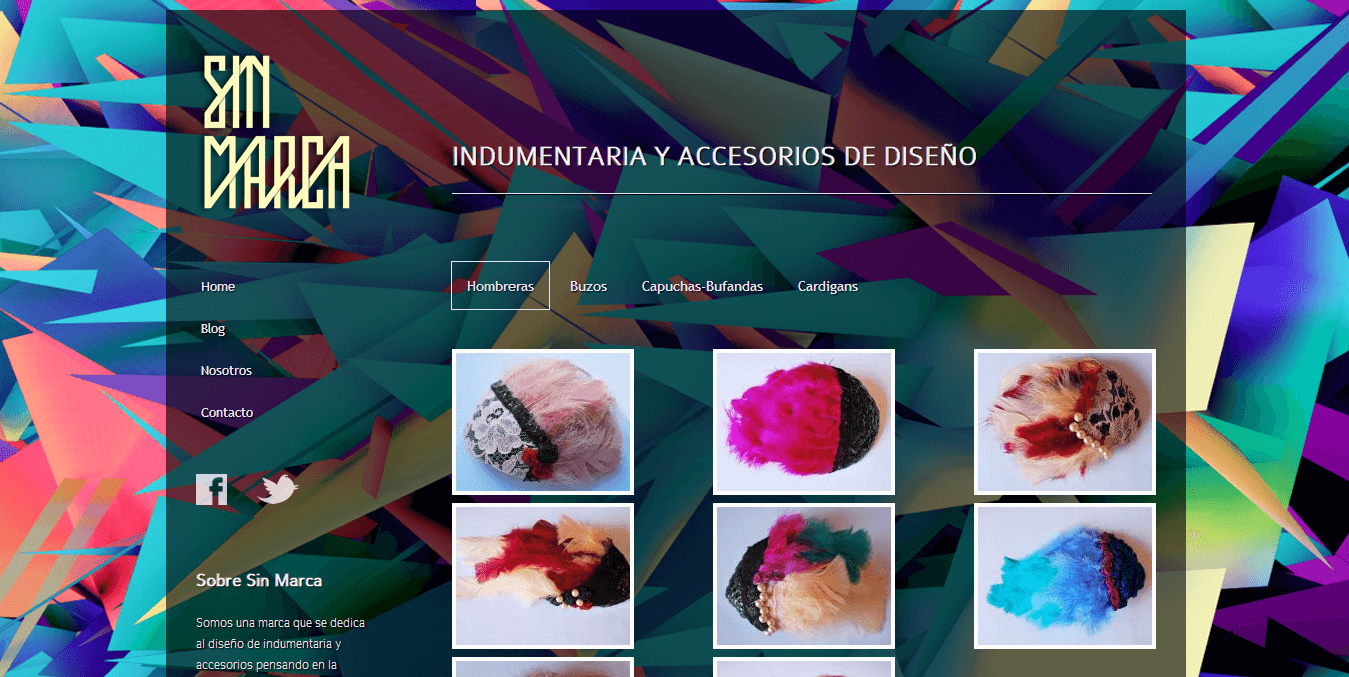 SIN
MARCA
INDUMENTARIA Y ACCESORIOS DE DISEÑO
Home
Blog
Nosotros
Contacto
Hombreras
Buzos
Capuchas-Bufandas
Cardigans
f
Sobre Sin Marca
Somos una marca que se dedica
al diseño de indumentaria y
accesorios pensando en la